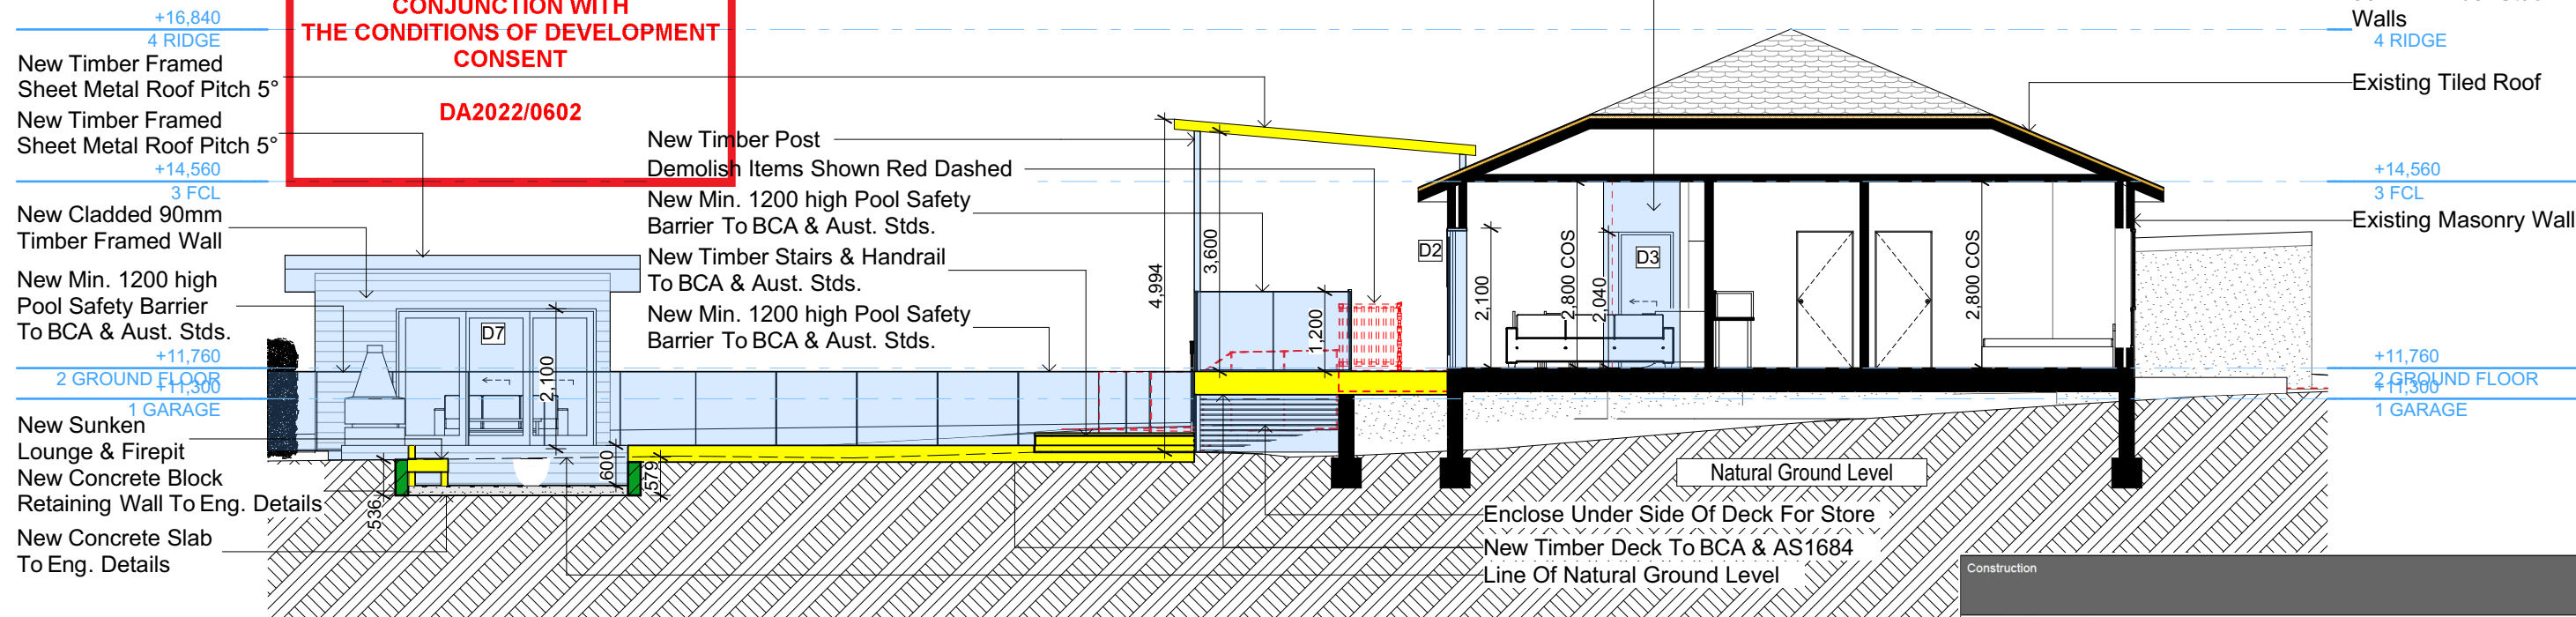 CONJUNCTION WITH
THE CONDITIONS OF DEVELOPMENT
CONSENT
DA2022/0602
+16,840
4 RIDGE
New Timber Framed
Sheet Metal Roof Pitch 5°
New Timber Framed
Sheet Metal Roof Pitch 5°
+14,560
3 FCL
New Cladded 90mm
Timber Framed Wall
New Min. 1200 high
Pool Safety Barrier
To BCA & Aust. Stds.
+11,760
2 GROUND FLOOR
+11,300
1 GARAGE
New Sunken
Lounge & Firepit
New Concrete Block
Retaining Wall To Eng. Details
New Concrete Slab
To Eng. Details
New Timber Post
Demolish Items Shown Red Dashed
New Min. 1200 high Pool Safety
Barrier To BCA & Aust. Stds.
New Timber Stairs & Handrail
To BCA & Aust. Stds.
New Min. 1200 high Pool Safety
Barrier To BCA & Aust. Stds.
D7
2,100
600
579
536
4,994
3,600
1,200
D2
2,100
2,800 COS
2,040
D3
2,800 COS
Natural Ground Level
Enclose Under Side Of Deck For Store
New Timber Deck To BCA & AS1684
Line Of Natural Ground Level
Walls
4 RIDGE
Existing Tiled Roof
+14,560
3 FCL
Existing Masonry Wall
+11,760
2 GROUND FLOOR
+11,300
1 GARAGE
Construction